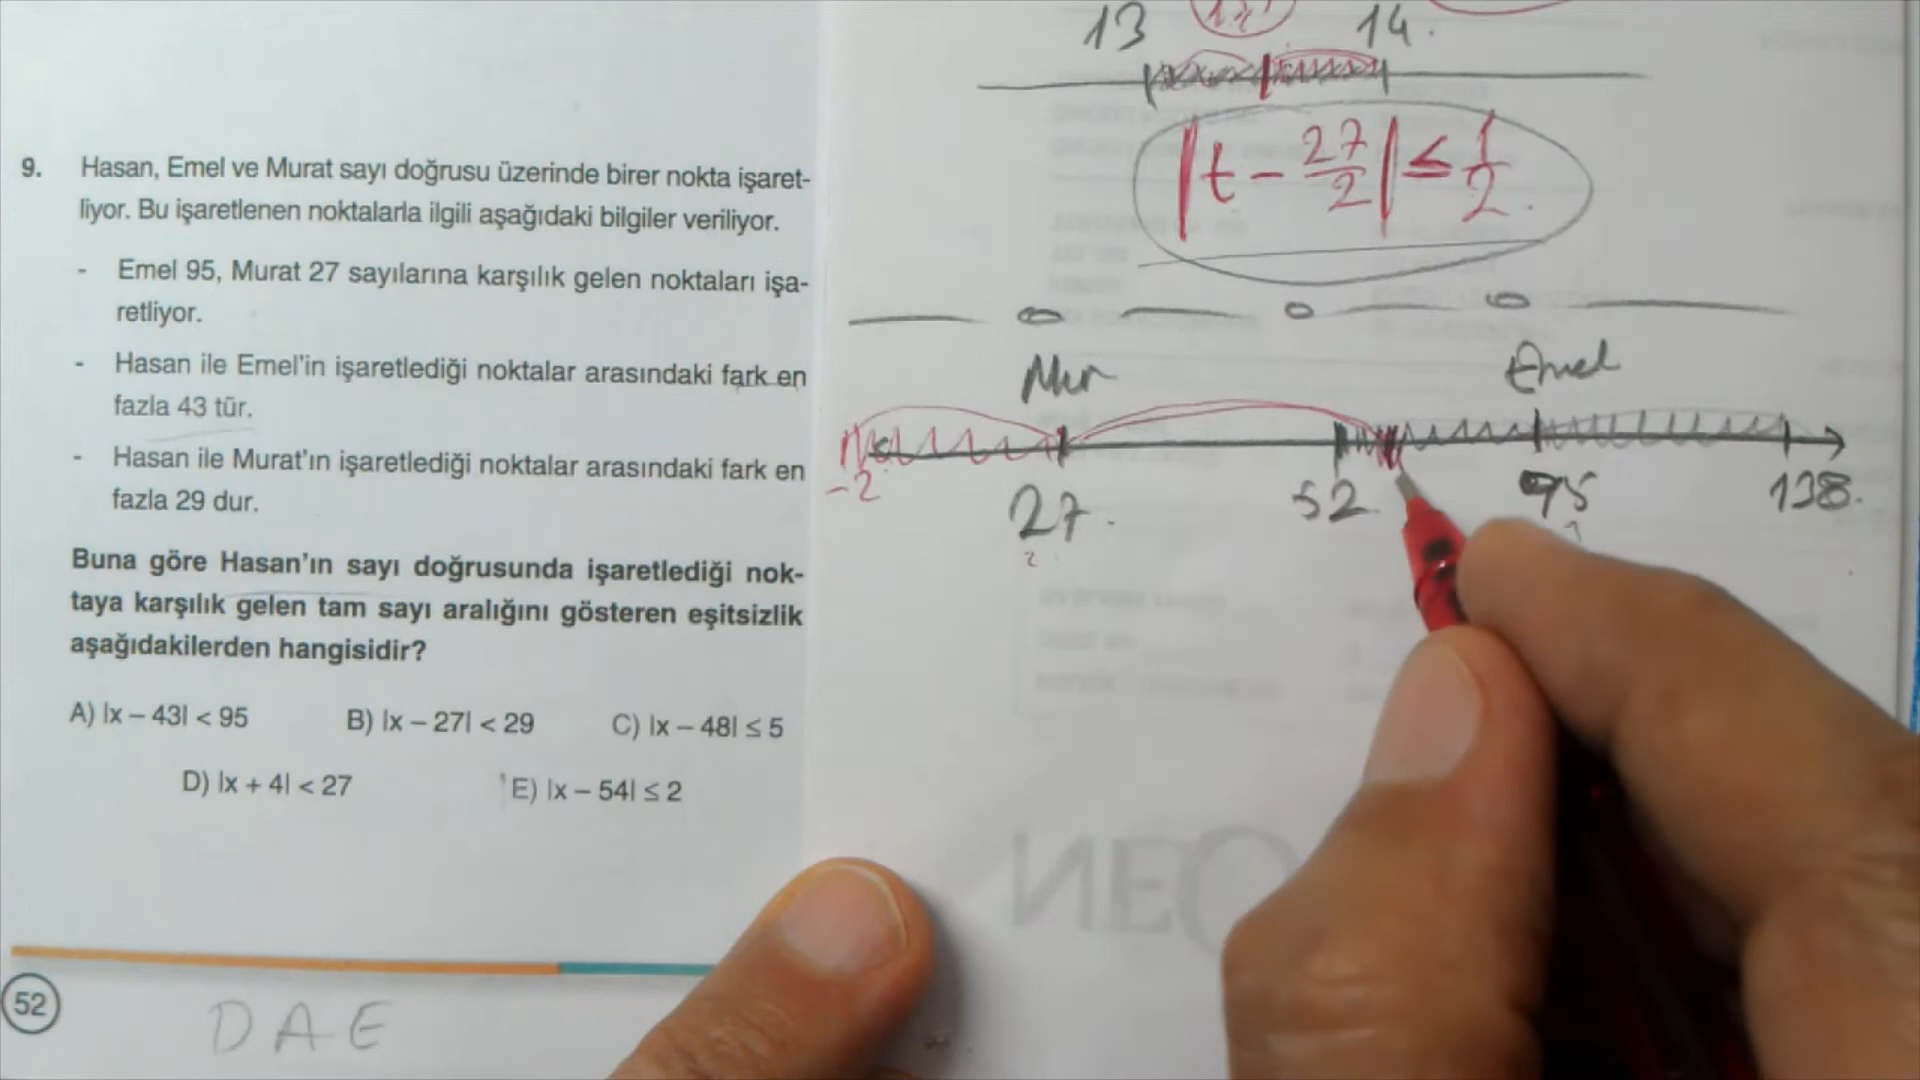 9. Hasan, Emel ve Murat sayı doğrusu üzerinde birer nokta işaret-
liyor. Bu işaretlenen noktalarla ilgili aşağıdaki bilgiler veriliyor.
- Emel 95, Murat 27 sayılarına karşılık gelen noktaları işa-
retliyor.
- Hasan ile Emel'in işaretlediği noktalar arasındaki fark en
fazla 43 tür.
- Hasan ile Murat'ın işaretlediği noktalar arasındaki fark en
fazla 29 dur.
Buna göre Hasan'ın sayı doğrusunda işaretlediği nok-
taya karşılık gelen tam sayı aralığını gösteren eşitsizlik
aşağıdakilerden hangisidir?
A) |x – 43| < 95 B) |x – 27| < 29 C) |x – 48| ≤ 5
D) |x + 4| < 27 E) |x – 54| ≤ 2
52
D A E
13 14
|t - 27/2| ≤ 1/2
Mur Emel
-2 27 52 95 138
NEO